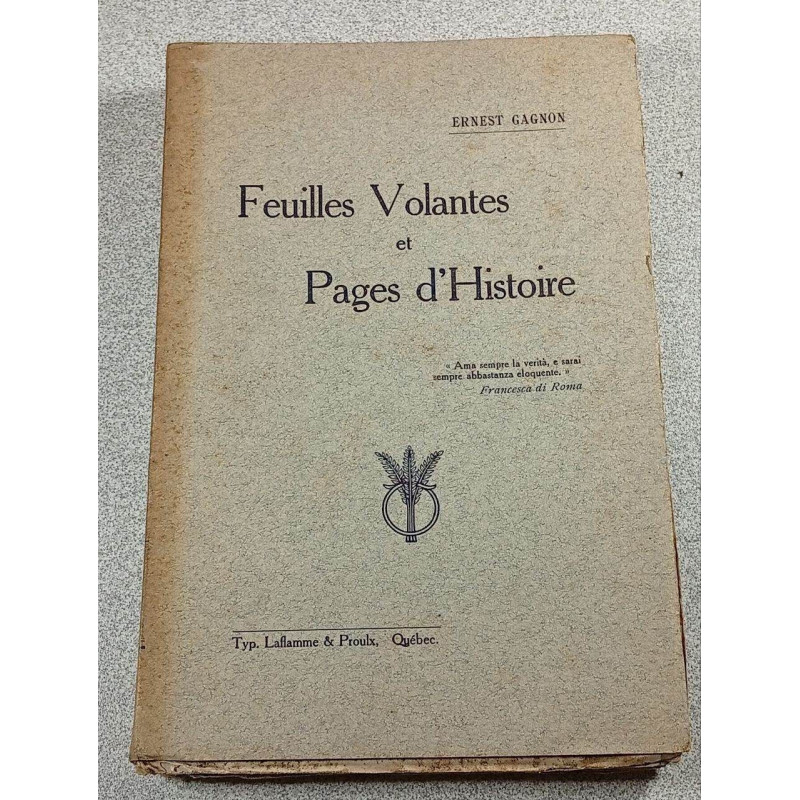 ERNEST GAGNON
Feuilles Volantes
et
Pages d'Histoire
« Ama sempre la verità, e sarai
sempre abbastanza eloquente. »
Francesca di Roma
Typ. Laflamme & Proulx, Québec.